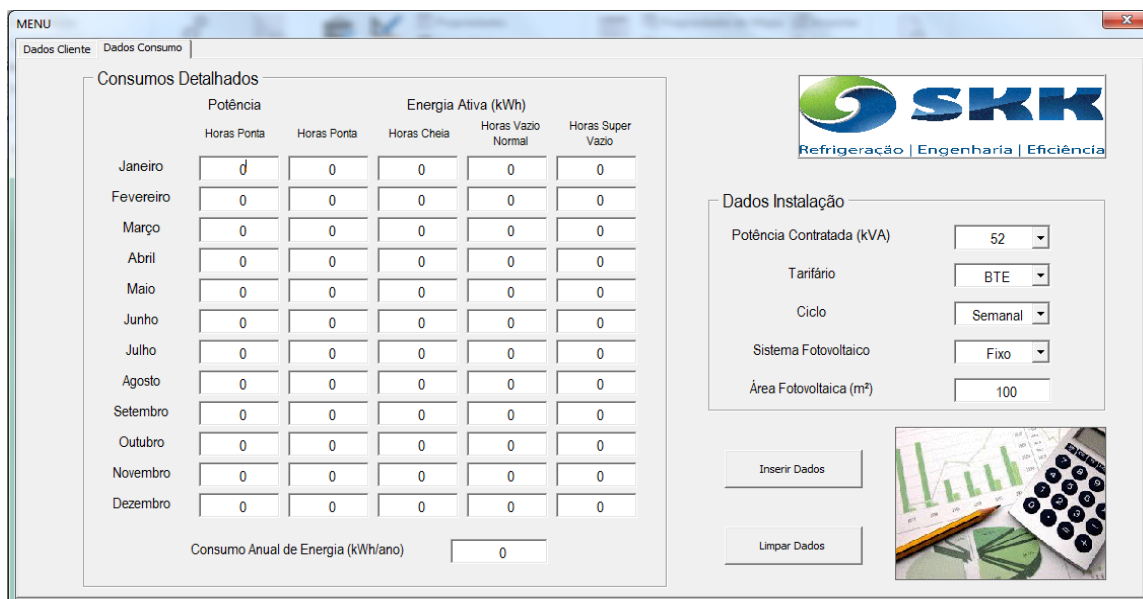 MENU
Dados Cliente Dados Consumo
Consumos Detalhados
Potência Energia Ativa (kWh)
Horas Ponta Horas Ponta Horas Cheia Horas Vazio Normal Horas Super Vazio
Janeiro 0 0 0 0 0
Fevereiro 0 0 0 0 0
Março 0 0 0 0 0
Abril 0 0 0 0 0
Maio 0 0 0 0 0
Junho 0 0 0 0 0
Julho 0 0 0 0 0
Agosto 0 0 0 0 0
Setembro 0 0 0 0 0
Outubro 0 0 0 0 0
Novembro 0 0 0 0 0
Dezembro 0 0 0 0 0
Consumo Anual de Energia (kWh/ano) 0
SKK
Refrigeração | Engenharia | Eficiência
Dados Instalação
Potência Contratada (kVA) 52
Tarifário BTE
Ciclo Semanal
Sistema Fotovoltaico Fixo
Área Fotovoltaica (m²) 100
Inserir Dados
Limpar Dados